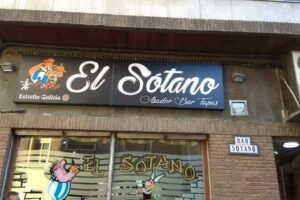 El Sótano
Asador Bar Tapas
Estrella Galicia
BAR
SOTANO
EL SOTANO